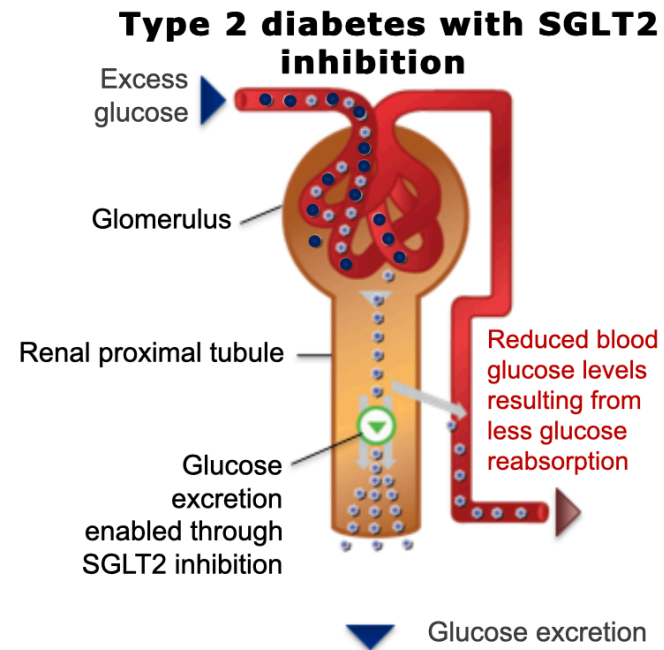 Type 2 diabetes with SGLT2
inhibition
Excess
glucose
Glomerulus
Renal proximal tubule
Reduced blood
glucose levels
resulting from
less glucose
reabsorption
Glucose
excretion
enabled through
SGLT2 inhibition
Glucose excretion